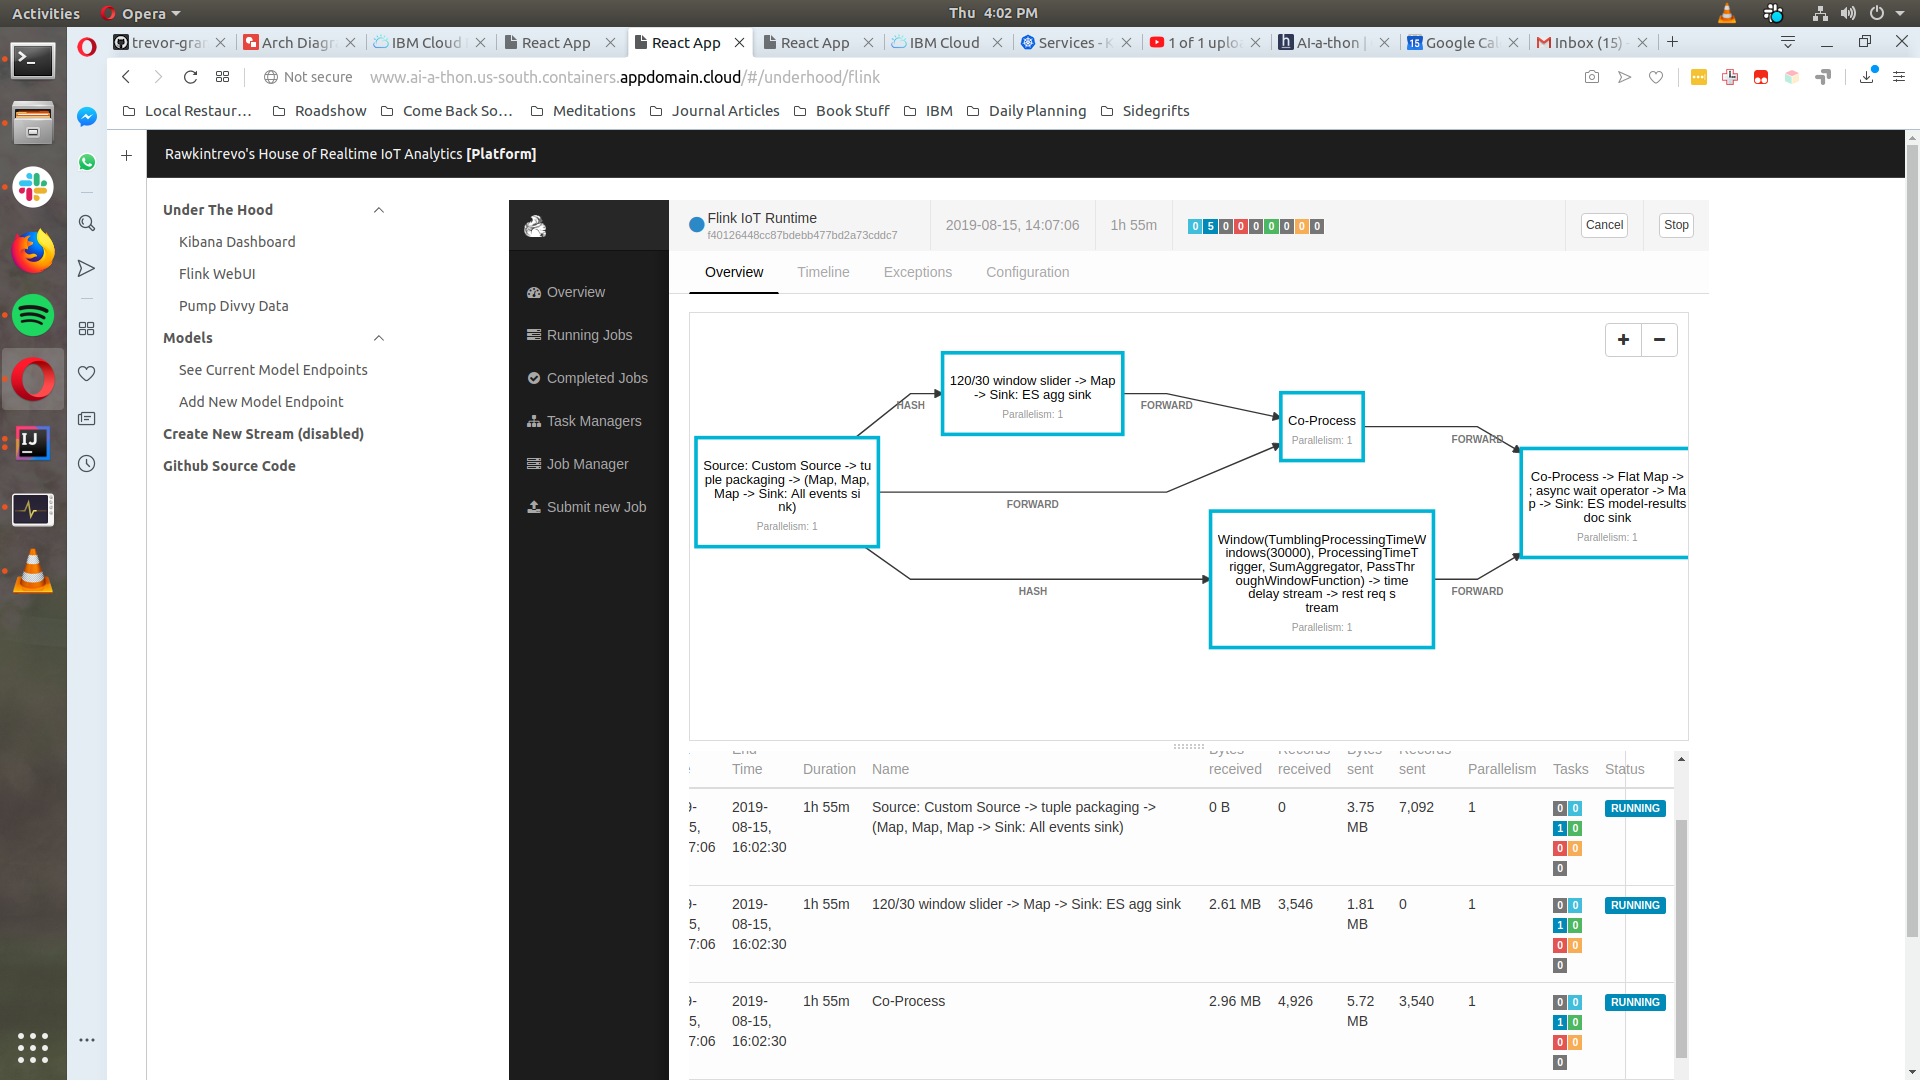 Activities
Opera
Thu 4:02 PM
trevor-grar
Arch Diagr
IBM Cloud
React App
React App
React App
IBM Cloud
Services - K
1 of 1 uplo
AI-a-thon |
Google Cal
Inbox (15) -
Not secure
www.ai-a-thon.us-south.containers.appdomain.cloud/#/underhood/flink
Local Restaur...
Roadshow
Come Back So...
Meditations
Journal Articles
Book Stuff
IBM
Daily Planning
Sidegrifts
Rawkintrevo's House of Realtime IoT Analytics [Platform]
Under The Hood
Kibana Dashboard
Flink WebUI
Pump Divvy Data
Models
See Current Model Endpoints
Add New Model Endpoint
Create New Stream (disabled)
Github Source Code
Overview
Running Jobs
Completed Jobs
Task Managers
Job Manager
Submit new Job
Flink IoT Runtime
f40126448cc87bdebb477bd2a73cddc7
2019-08-15, 14:07:06
1h 55m
0 5 0 0 0 0 0 0 0
Cancel
Stop
Overview
Timeline
Exceptions
Configuration
+
−
Source: Custom Source -> tu
ple packaging -> (Map, Map,
Map -> Sink: All events si
nk)
Parallelism: 1
HASH
120/30 window slider -> Map
-> Sink: ES agg sink
Parallelism: 1
FORWARD
Co-Process
Parallelism: 1
FORWARD
FORWARD
HASH
Window(TumblingProcessingTimeW
indows(30000), ProcessingTimeT
rigger, SumAggregator, PassThr
oughWindowFunction) -> time
delay stream -> rest req s
tream
Parallelism: 1
FORWARD
Co-Process -> Flat Map ->
; async wait operator -> Ma
p -> Sink: ES model-results
doc sink
Parallelism: 1
End Bytes Records Bytes Records
Time Duration Name received received sent sent Parallelism Tasks Status
9- 2019- 1h 55m Source: Custom Source -> tuple packaging -> 0 B 0 3.75 7,092 1 0 0 RUNNING
5, 08-15, (Map, Map, Map -> Sink: All events sink) MB 1 0
7:06 16:02:30 0 0
0
9- 2019- 1h 55m 120/30 window slider -> Map -> Sink: ES agg sink 2.61 MB 3,546 1.81 0 1 0 0 RUNNING
5, 08-15, MB 1 0
7:06 16:02:30 0 0
0
9- 2019- 1h 55m Co-Process 2.96 MB 4,926 5.72 3,540 1 0 0 RUNNING
5, 08-15, MB 1 0
7:06 16:02:30 0 0
0